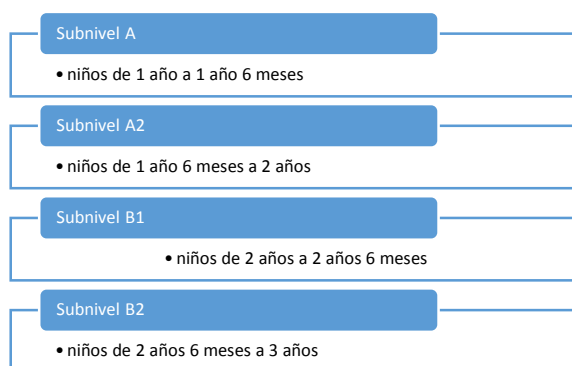 Subnivel A
• niños de 1 año a 1 año 6 meses
Subnivel A2
• niños de 1 año 6 meses a 2 años
Subnivel B1
• niños de 2 años a 2 años 6 meses
Subnivel B2
• niños de 2 años 6 meses a 3 años